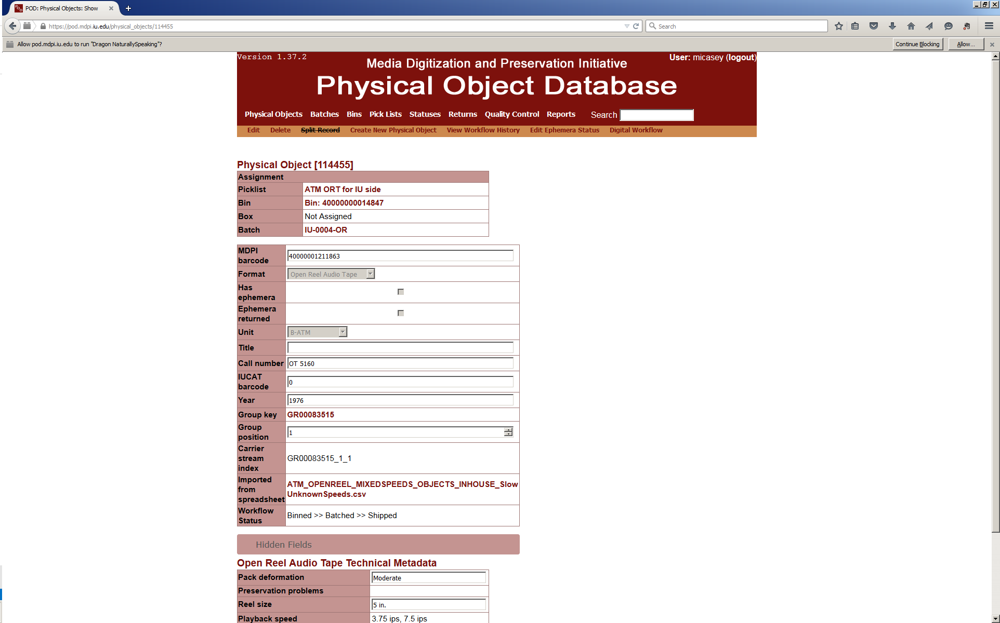 POD: Physical Objects: Show
https://pod.mdpi.iu.edu/physical_objects/114455
Search
Allow pod.mdpi.iu.edu to run "Dragon NaturallySpeaking"?
Continue Blocking
Allow...
Version 1.37.2
User: micasey (logout)
Media Digitization and Preservation Initiative
Physical Object Database
Physical Objects Batches Bins Pick Lists Statuses Returns Quality Control Reports Search
Edit Delete Split Record Create New Physical Object View Workflow History Edit Ephemera Status Digital Workflow
Physical Object [114455]
Assignment
Picklist ATM ORT for IU side
Bin Bin: 40000000014847
Box Not Assigned
Batch IU-0004-OR
MDPI
barcode
40000001211863
Format Open Reel Audio Tape
Has
ephemera
Ephemera
returned
Unit B-ATM
Title
Call number OT 5160
IUCAT
barcode
0
Year 1976
Group key GR00083515
Group
position
1
Carrier
stream
index
GR00083515_1_1
Imported
from
spreadsheet
ATM_OPENREEL_MIXEDSPEEDS_OBJECTS_INHOUSE_Slow
UnknownSpeeds.csv
Workflow
Status
Binned >> Batched >> Shipped
Hidden Fields
Open Reel Audio Tape Technical Metadata
Pack deformation Moderate
Preservation problems
Reel size 5 in.
Playback speed 3.75 ips, 7.5 ips